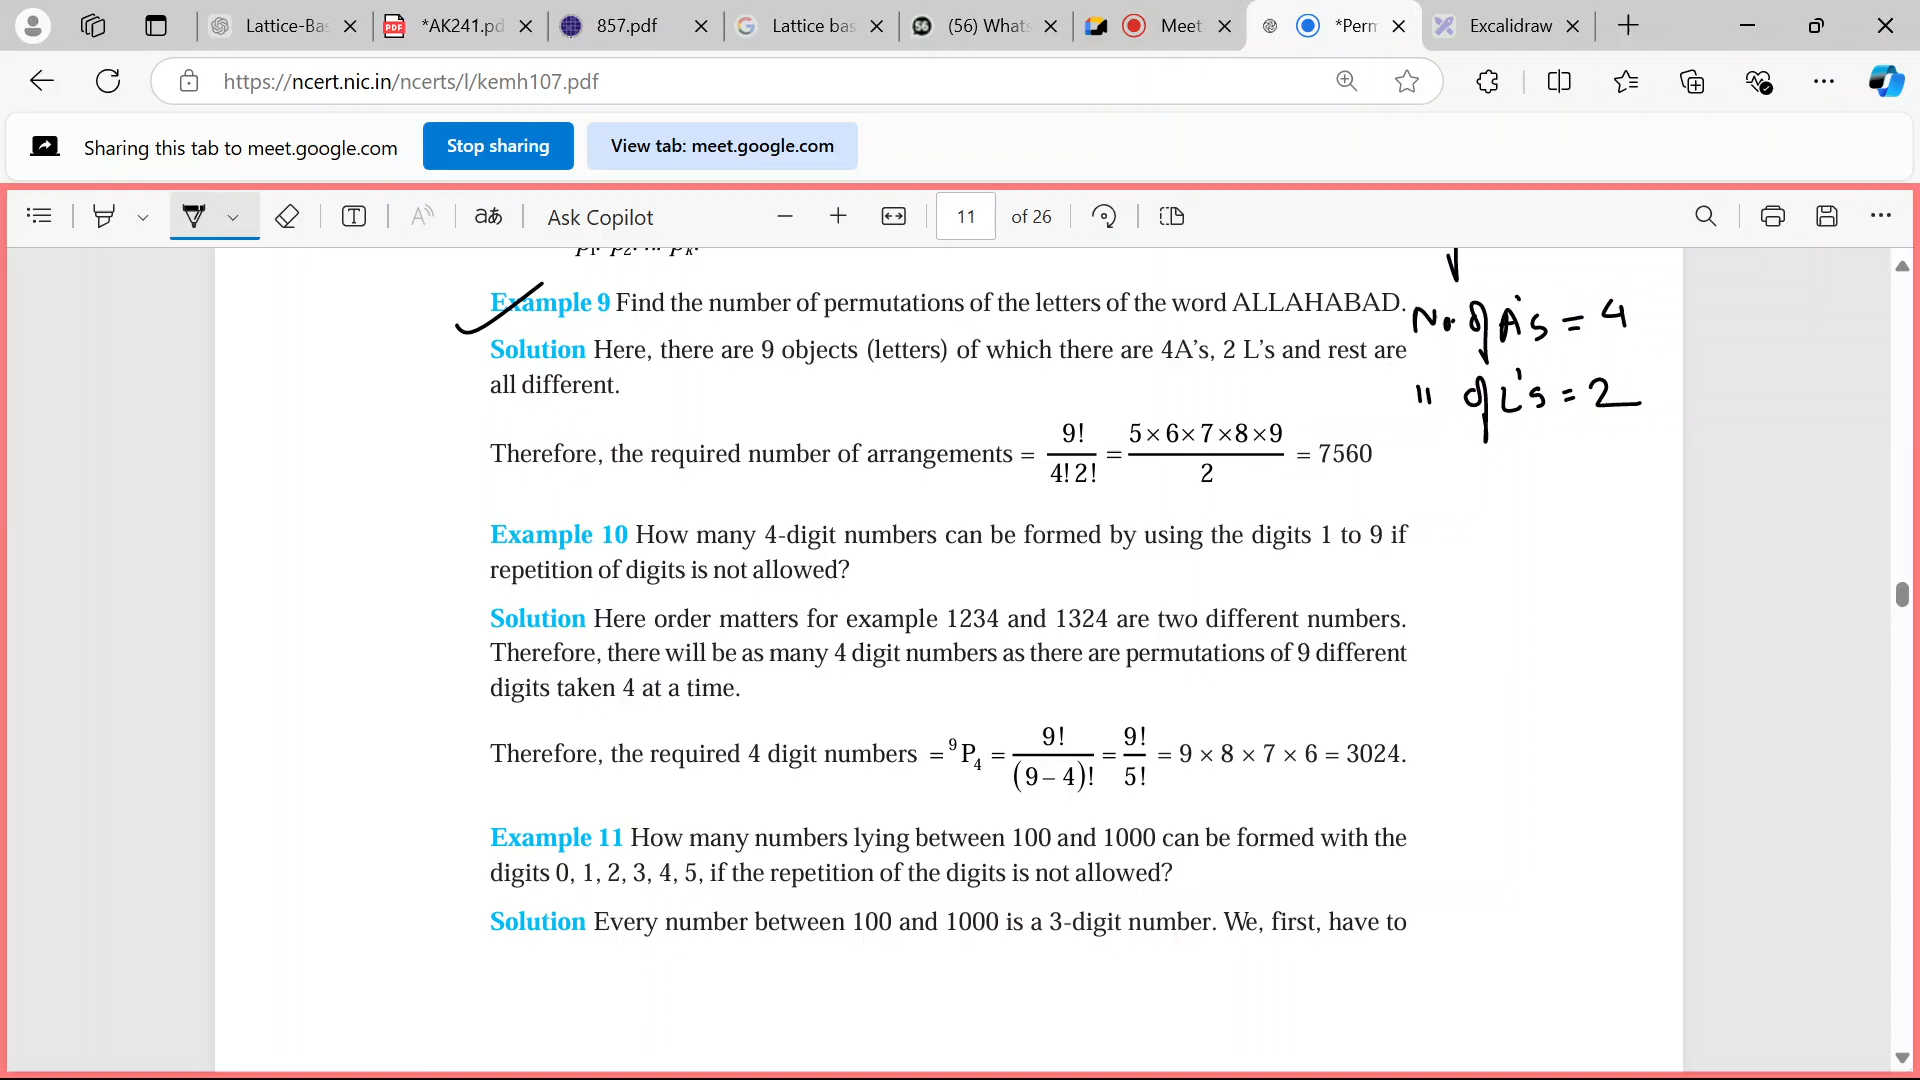 Lattice-Bas
*AK241.pd
857.pdf
Lattice bas
(56) Whats
Meet
*Perm
Excalidraw
https://ncert.nic.in/ncerts/l/kemh107.pdf
Sharing this tab to meet.google.com
Stop sharing
View tab: meet.google.com
Ask Copilot
11 of 26
Example 9 Find the number of permutations of the letters of the word ALLAHABAD.
No. of A's = 4
Solution Here, there are 9 objects (letters) of which there are 4A's, 2 L's and rest are
all different.
" of L's = 2
Therefore, the required number of arrangements = 9!/4! 2! = 5×6×7×8×9/2 = 7560
Example 10 How many 4-digit numbers can be formed by using the digits 1 to 9 if
repetition of digits is not allowed?
Solution Here order matters for example 1234 and 1324 are two different numbers.
Therefore, there will be as many 4 digit numbers as there are permutations of 9 different
digits taken 4 at a time.
Therefore, the required 4 digit numbers = ⁹P₄ = 9!/(9–4)! = 9!/5! = 9 × 8 × 7 × 6 = 3024.
Example 11 How many numbers lying between 100 and 1000 can be formed with the
digits 0, 1, 2, 3, 4, 5, if the repetition of the digits is not allowed?
Solution Every number between 100 and 1000 is a 3-digit number. We, first, have to